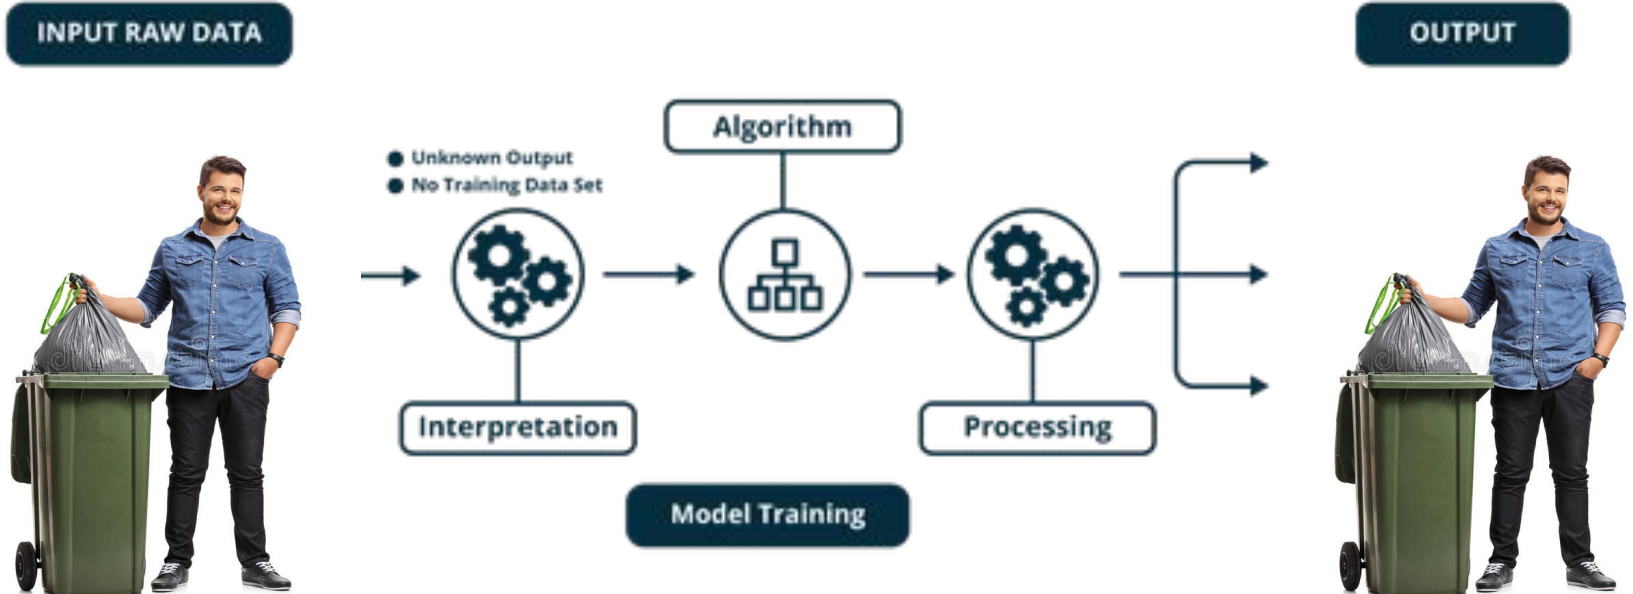 INPUT RAW DATA
OUTPUT
Algorithm
Unknown Output
No Training Data Set
Interpretation
Processing
Model Training